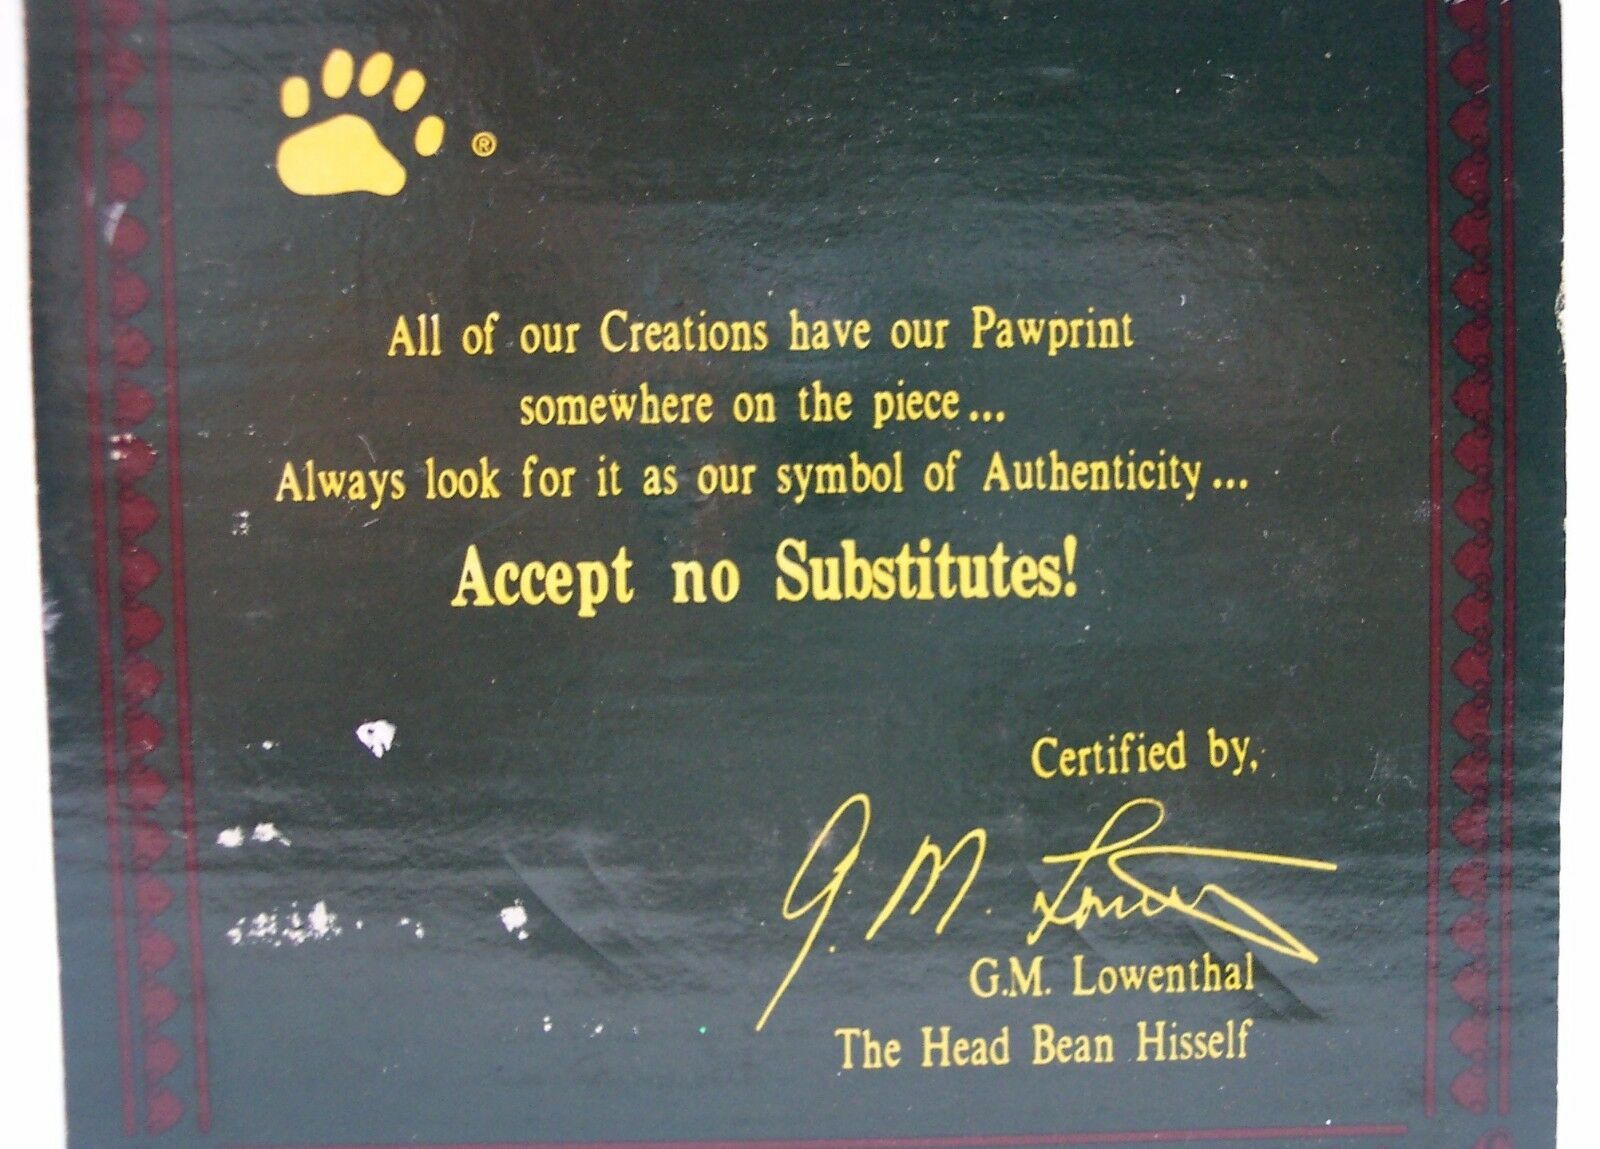 ®
All of our Creations have our Pawprint
somewhere on the piece...
Always look for it as our symbol of Authenticity...
Accept no Substitutes!
Certified by,
G. M. Lowenthal
G.M. Lowenthal
The Head Bean Hisself